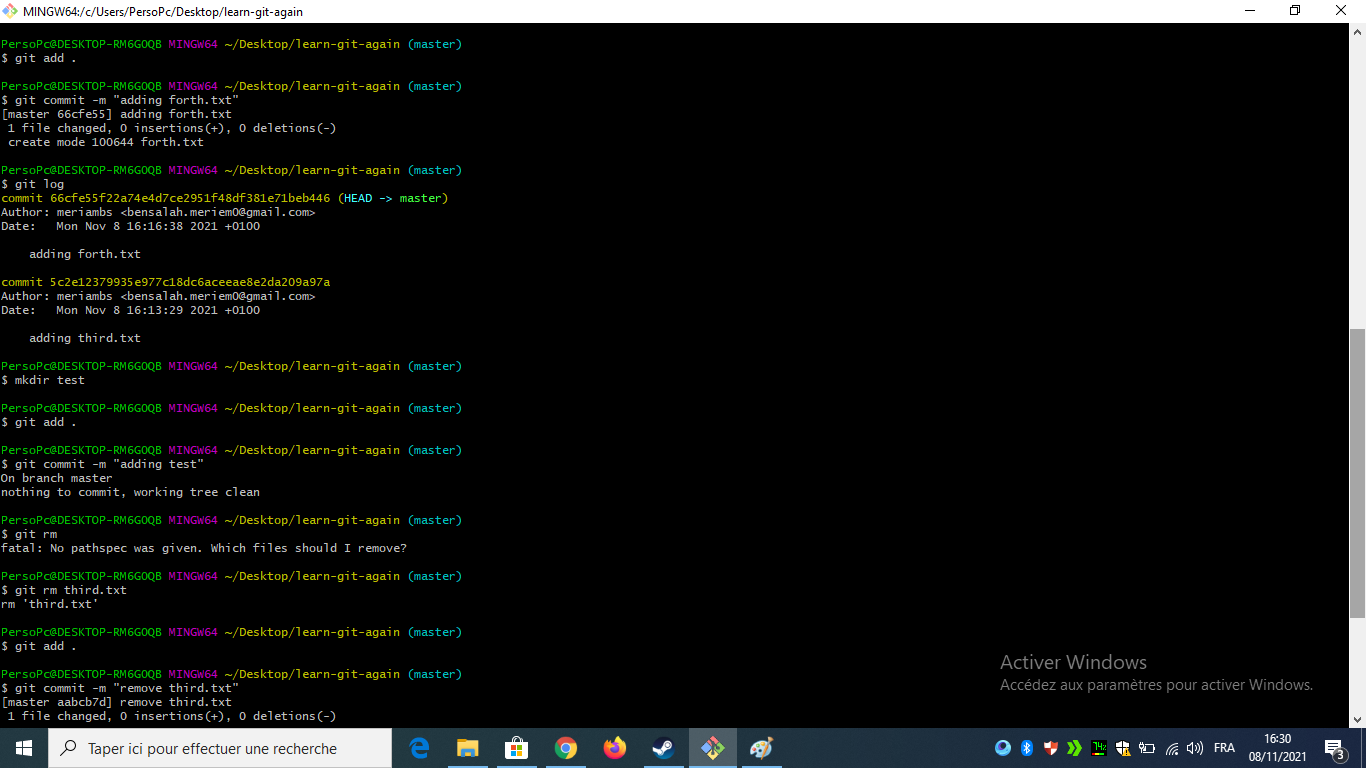 MINGW64:/c/Users/PersoPc/Desktop/learn-git-again
PersoPc@DESKTOP-RM6GOQB MINGW64 ~/Desktop/learn-git-again (master)
$ git add .
PersoPc@DESKTOP-RM6GOQB MINGW64 ~/Desktop/learn-git-again (master)
$ git commit -m "adding forth.txt"
[master 66cfe55] adding forth.txt
 1 file changed, 0 insertions(+), 0 deletions(-)
 create mode 100644 forth.txt
PersoPc@DESKTOP-RM6GOQB MINGW64 ~/Desktop/learn-git-again (master)
$ git log
commit 66cfe55f22a74e4d7ce2951f48df381e71beb446 (HEAD -> master)
Author: meriambs <bensalah.meriem0@gmail.com>
Date:   Mon Nov 8 16:16:38 2021 +0100
    adding forth.txt
commit 5c2e12379935e977c18dc6aceeae8e2da209a97a
Author: meriambs <bensalah.meriem0@gmail.com>
Date:   Mon Nov 8 16:13:29 2021 +0100
    adding third.txt
PersoPc@DESKTOP-RM6GOQB MINGW64 ~/Desktop/learn-git-again (master)
$ mkdir test
PersoPc@DESKTOP-RM6GOQB MINGW64 ~/Desktop/learn-git-again (master)
$ git add .
PersoPc@DESKTOP-RM6GOQB MINGW64 ~/Desktop/learn-git-again (master)
$ git commit -m "adding test"
On branch master
nothing to commit, working tree clean
PersoPc@DESKTOP-RM6GOQB MINGW64 ~/Desktop/learn-git-again (master)
$ git rm
fatal: No pathspec was given. Which files should I remove?
PersoPc@DESKTOP-RM6GOQB MINGW64 ~/Desktop/learn-git-again (master)
$ git rm third.txt
rm 'third.txt'
PersoPc@DESKTOP-RM6GOQB MINGW64 ~/Desktop/learn-git-again (master)
$ git add .
PersoPc@DESKTOP-RM6GOQB MINGW64 ~/Desktop/learn-git-again (master)
$ git commit -m "remove third.txt"
[master aabcb7d] remove third.txt
 1 file changed, 0 insertions(+), 0 deletions(-)
Activer Windows
Accédez aux paramètres pour activer Windows.
Taper ici pour effectuer une recherche
FRA
16:30
08/11/2021
3